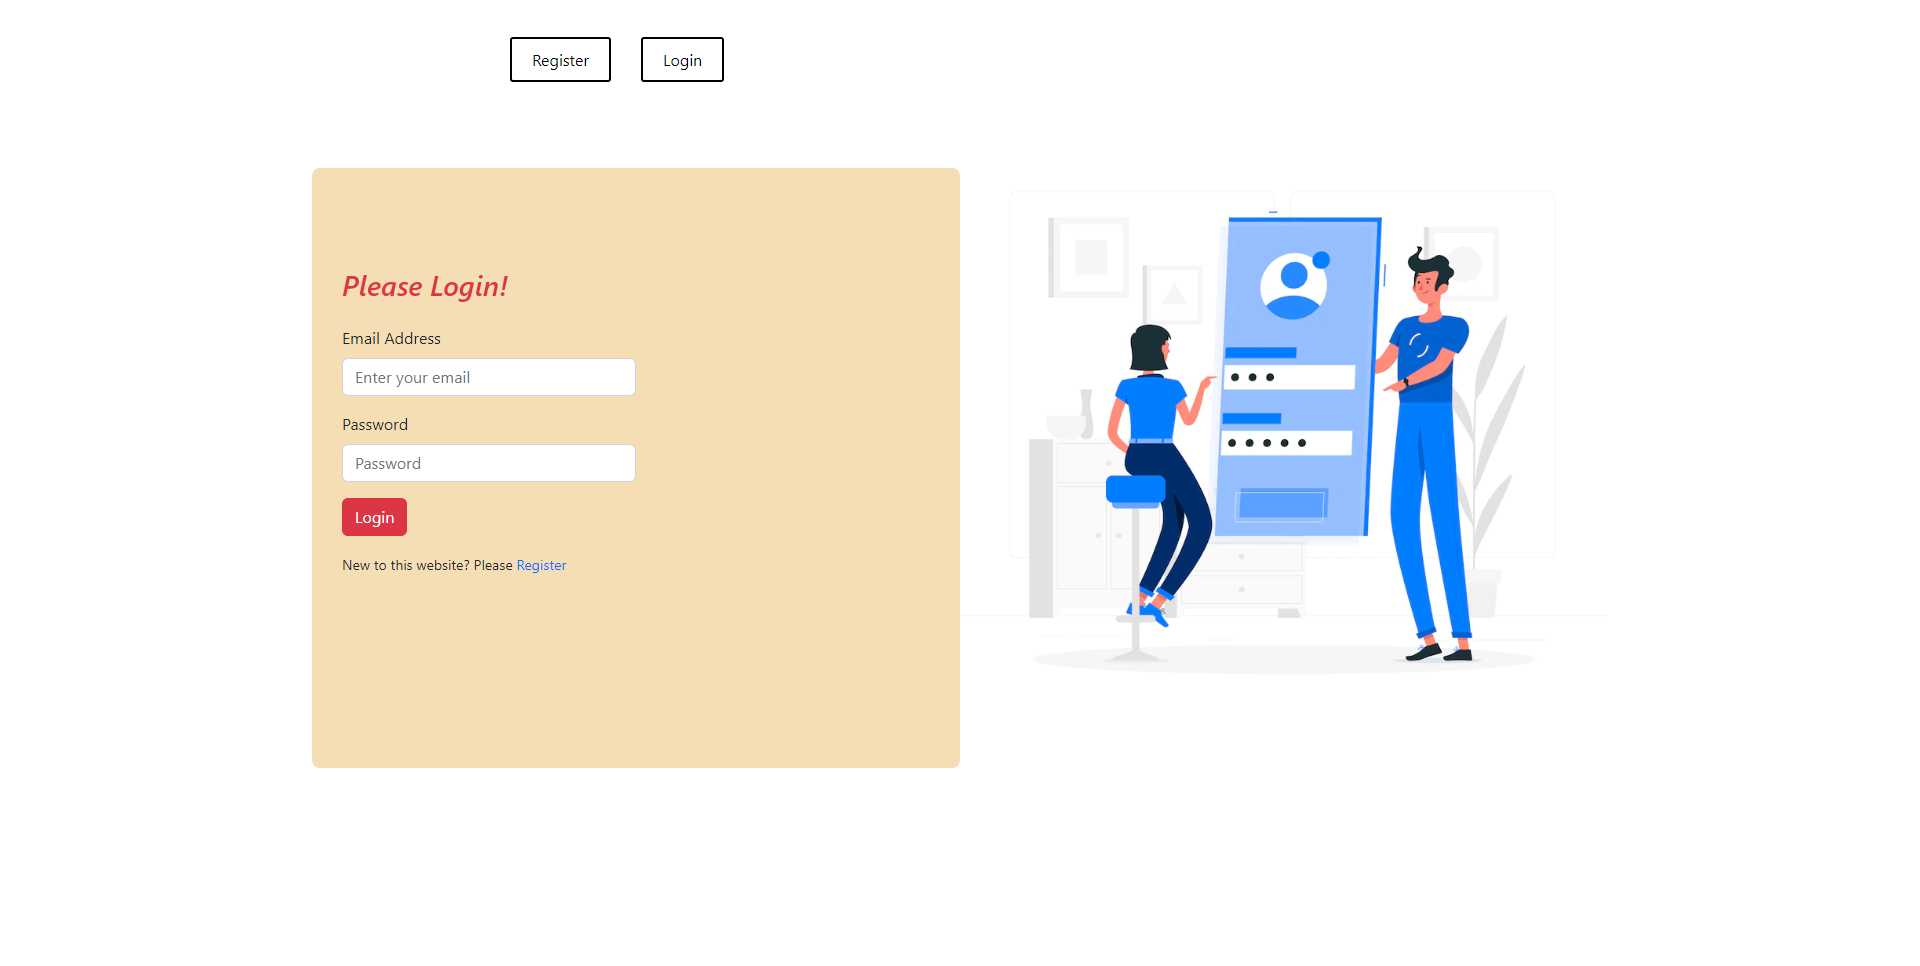 Register Login
Please Login!
Email Address
Enter your email
Password
Password
Login
New to this website? Please Register